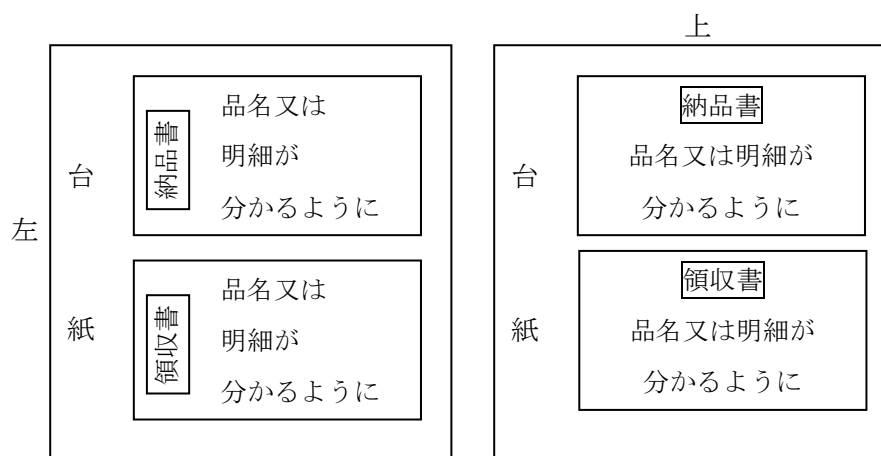 上
左
台
紙
納品書
品名又は
明細が
分かるように
領収書
品名又は
明細が
分かるように
台
紙
納品書
品名又は明細が
分かるように
領収書
品名又は明細が
分かるように